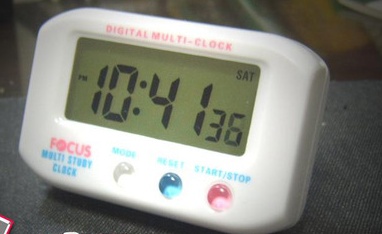 DIGITAL MULTI-CLOCK
SAT
PM 10:41 36
FOCUS
MULTI STUDY
CLOCK
MODE
RESET
START/STOP